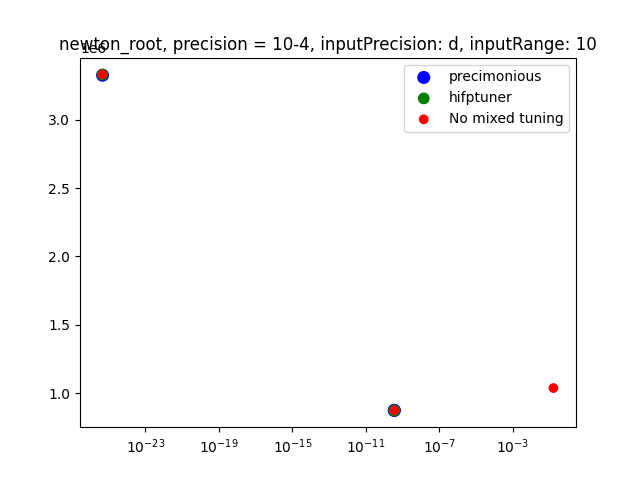 newton_root, precision = 10-4, inputPrecision: d, inputRange: 10
1e6
precimonious
hifptuner
No mixed tuning
3.0
2.5
2.0
1.5
1.0
10⁻²³ 10⁻¹⁹ 10⁻¹⁵ 10⁻¹¹ 10⁻⁷ 10⁻³